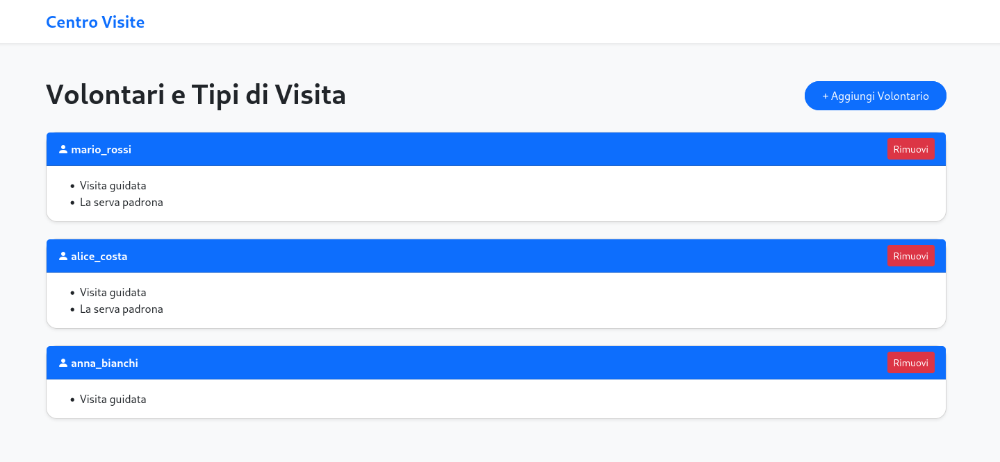 Centro Visite
Volontari e Tipi di Visita
+ Aggiungi Volontario
mario_rossi
Rimuovi
• Visita guidata
• La serva padrona
alice_costa
Rimuovi
• Visita guidata
• La serva padrona
anna_bianchi
Rimuovi
• Visita guidata